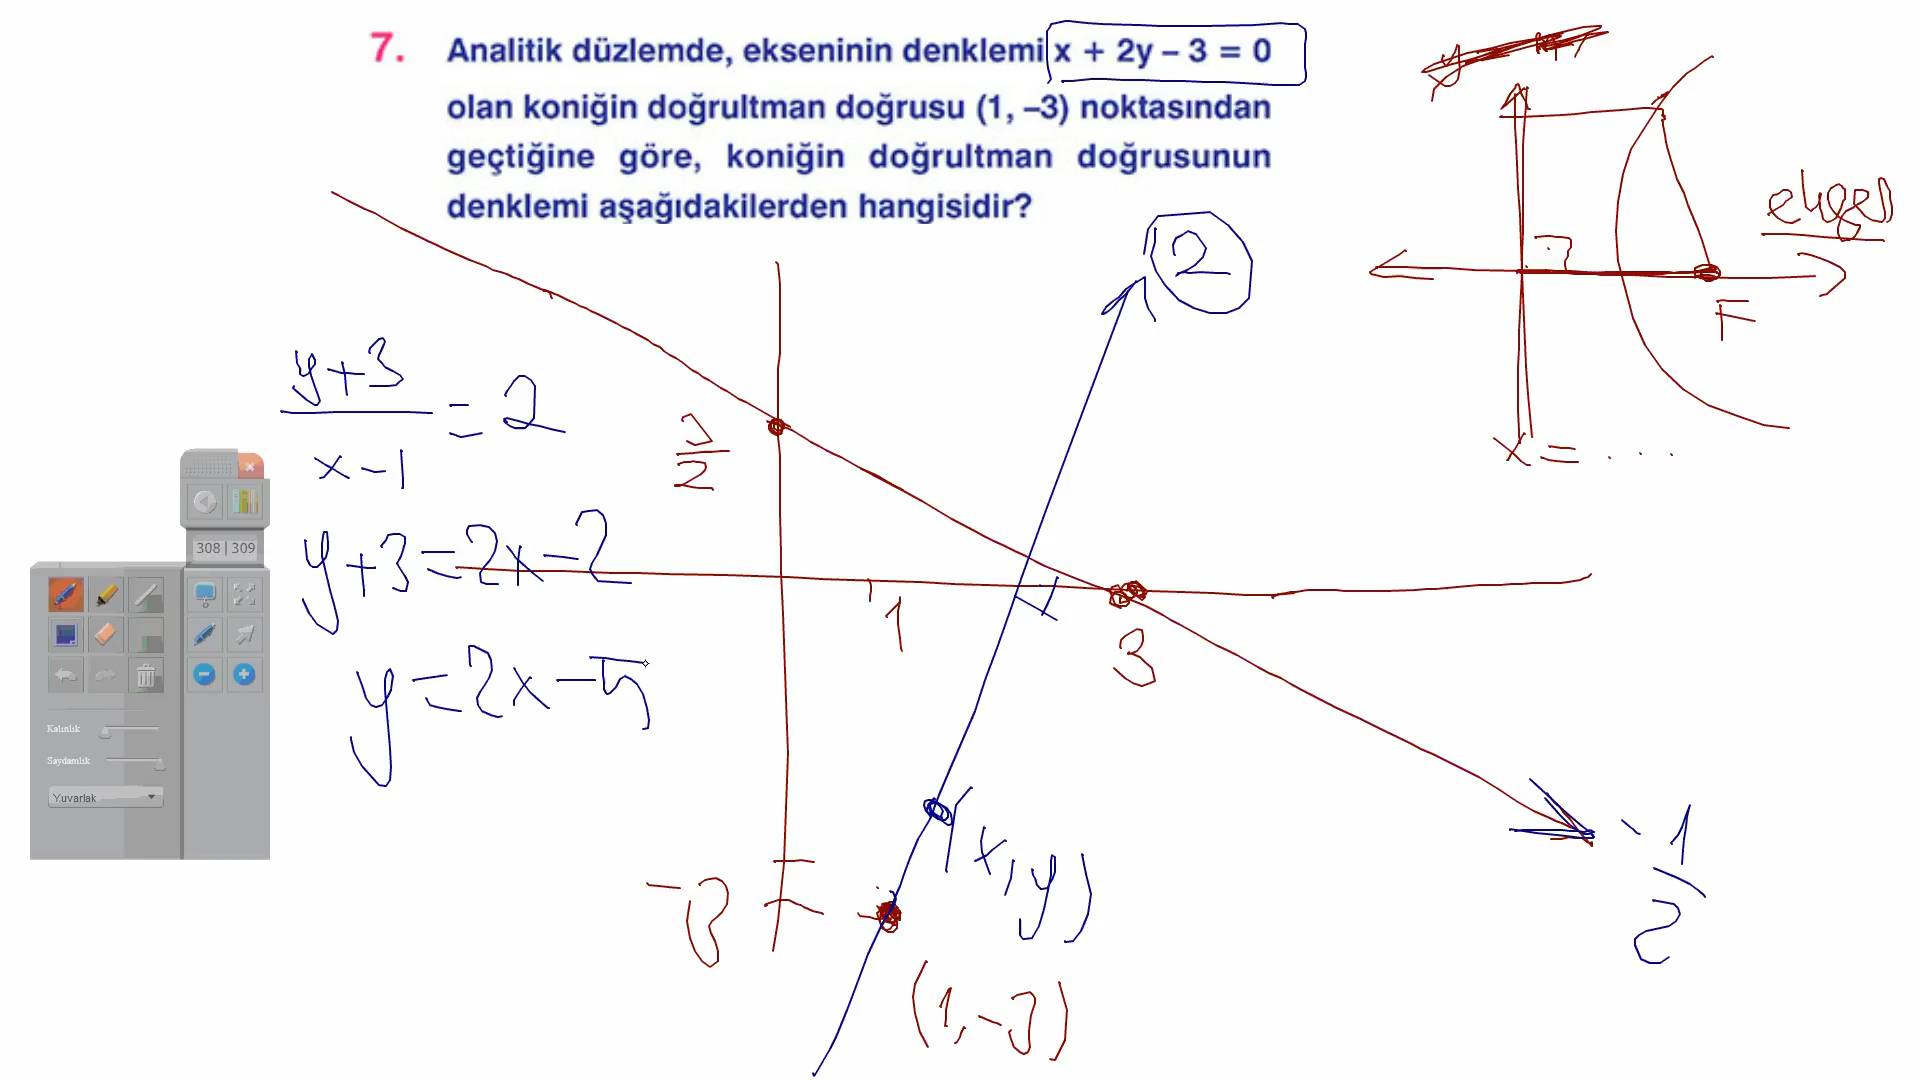 7. Analitik düzlemde, ekseninin denklemi x + 2y – 3 = 0
olan koniğin doğrultman doğrusu (1, –3) noktasından
geçtiğine göre, koniğin doğrultman doğrusunun
denklemi aşağıdakilerden hangisidir?
2
F
x = ....
y+3
x-1
= 2
y+3=2x-2
y=2x-5
3
2
1
3
-3
(x,y)
(1,-3)
-1
2
308 | 309
Kalınlık
Saydamlık
Yuvarlak